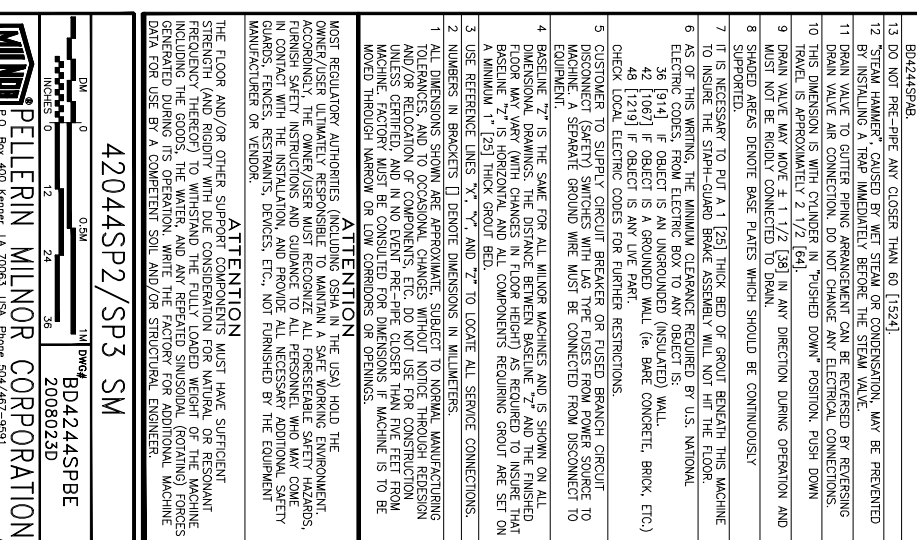 BD4244SPAB.
13 DO NOT PRE-PIPE ANY CLOSER THAN 60 [1524].
12 "STEAM HAMMER" CAUSED BY WET STEAM OR CONDENSATION, MAY BE PREVENTED
BY INSTALLING A TRAP IMMEDIATELY BEFORE THE STEAM VALVE.
11 DRAIN VALVE TO GUTTER PIPING ARRANGEMENT CAN BE REVERSED BY REVERSING
DRAIN VALVE AIR CONNECTION. DO NOT CHANGE ANY ELECTRICAL CONNECTIONS.
10 THIS DIMENSION IS WITH CYLINDER IN "PUSHED DOWN" POSITION. PUSH DOWN
TRAVEL IS APPROXIMATELY 2 1/2 [64].
9 DRAIN VALVE MAY MOVE ± 1 1/2 [38] IN ANY DIRECTION DURING OPERATION AND
MUST NOT BE RIGIDLY CONNECTED TO DRAIN.
8 SHADED AREAS DENOTE BASE PLATES WHICH SHOULD BE CONTINUOUSLY
SUPPORTED.
7 IT IS NECESSARY TO PUT A 1 [25] THICK BED OF GROUT BENEATH THIS MACHINE
TO INSURE THE STAPH-GUARD BRAKE ASSEMBLY WILL NOT HIT THE FLOOR.
6 AS OF THIS WRITING, THE MINIMUM CLEARANCE REQUIRED BY U.S. NATIONAL
ELECTRIC CODES, FROM ELECTRIC BOX TO ANY OBJECT IS:
36 [914] IF OBJECT IS AN UNGROUNDED (INSULATED) WALL.
42 [1067] IF OBJECT IS A GROUNDED WALL (ie. BARE CONCRETE, BRICK, ETC.)
48 [1219] IF OBJECT IS ANY LIVE PART.
CHECK LOCAL ELECTRIC CODES FOR FURTHER RESTRICTIONS.
5 CUSTOMER TO SUPPLY CIRCUIT BREAKER OR FUSED BRANCH CIRCUIT
DISCONNECT (SAFETY) SWITCHES WITH LAG TYPE FUSES FROM POWER SOURCE TO
MACHINE. A SEPARATE GROUND WIRE MUST BE CONNECTED FROM DISCONNECT TO
EQUIPMENT.
4 BASELINE "Z" IS THE SAME FOR ALL MILNOR MACHINES AND IS SHOWN ON ALL
DIMENSIONAL DRAWINGS. THE DISTANCE BETWEEN BASELINE "Z" AND THE FINISHED
FLOOR MAY VARY (WITH CHANGES IN FLOOR HEIGHT) AS REQUIRED TO INSURE THAT
BASELINE "Z" IS HORIZONTAL AND ALL COMPONENTS REQUIRING GROUT ARE SET ON
A MINIMUM 1" [25] THICK GROUT BED.
3 USE REFERENCE LINES "X", "Y", AND "Z" TO LOCATE ALL SERVICE CONNECTIONS.
2 NUMBERS IN BRACKETS [] DENOTE DIMENSIONS IN MILLIMETERS.
1 ALL DIMENSIONS SHOWN ARE APPROXIMATE, SUBJECT TO NORMAL MANUFACTURING
TOLERANCES, AND TO OCCASIONAL CHANGES WITHOUT NOTICE THROUGH REDESIGN
AND/OR RELOCATION OF COMPONENTS, ETC. DO NOT USE FOR CONSTRUCTION
UNLESS CERTIFIED, AND IN NO EVENT PRE-PIPE CLOSER THAN FIVE FEET FROM
MACHINE. FACTORY MUST BE CONSULTED FOR DIMENSIONS IF MACHINE IS TO BE
MOVED THROUGH NARROW OR LOW CORRIDORS OR OPENINGS.
ATTENTION
MOST REGULATORY AUTHORITIES (INCLUDING OSHA IN THE USA) HOLD THE
OWNER/USER ULTIMATELY RESPONSIBLE TO MAINTAIN A SAFE WORKING ENVIRONMENT.
ACCORDINGLY, THE OWNER/USER MUST RECOGNIZE ALL FORESEEABLE SAFETY HAZARDS,
FURNISH SAFETY INSTRUCTIONS AND GUIDANCE TO ALL PERSONNEL WHO MAY COME
IN CONTACT WITH THE INSTALLATION, AND PROVIDE ALL NECESSARY ADDITIONAL SAFETY
GUARDS, FENCES, RESTRAINTS, DEVICES, ETC., NOT FURNISHED BY THE EQUIPMENT
MANUFACTURER OR VENDOR.
ATTENTION
THE FLOOR AND/OR OTHER SUPPORT COMPONENTS MUST HAVE SUFFICIENT
STRENGTH (AND RIGIDITY WITH DUE CONSIDERATION FOR NATURAL OR RESONANT
FREQUENCY THEREOF) TO WITHSTAND THE FULLY LOADED WEIGHT OF THE MACHINE
INCLUDING THE GOODS, THE WATER, AND ANY REPEATED SINUSOIDAL (ROTATING) FORCES
GENERATED DURING ITS OPERATION. WRITE THE FACTORY FOR ADDITIONAL MACHINE
DATA FOR USE BY A COMPETENT SOIL AND/OR STRUCTURAL ENGINEER.
42044SP2/SP3 SM
DM 0 0.5M 1M
INCHES 0 12 24 36
DWG# BD4244SPBE
2008023D
MILNOR® PELLERIN MILNOR CORPORATION
P.O. Box 400, Kenner, LA 70063, USA Phone 504/467-9591